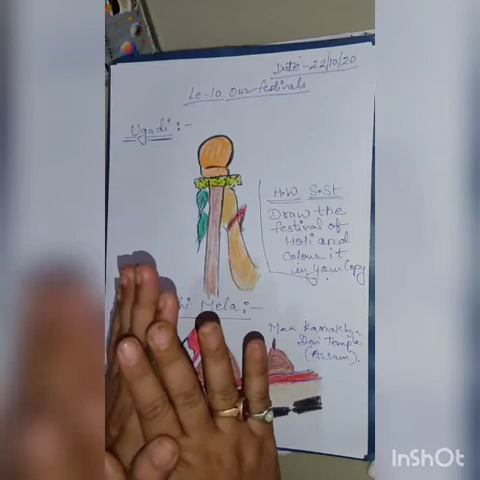 Date:- 22/10/20
Le-10 Our festivals
Ugadi:-
H.W S.St
Draw the
festival of
Holi and
colour it
in your Copy.
Mela:-
Maa Kamakhya
Devi Temple
(Assam).
InShOt